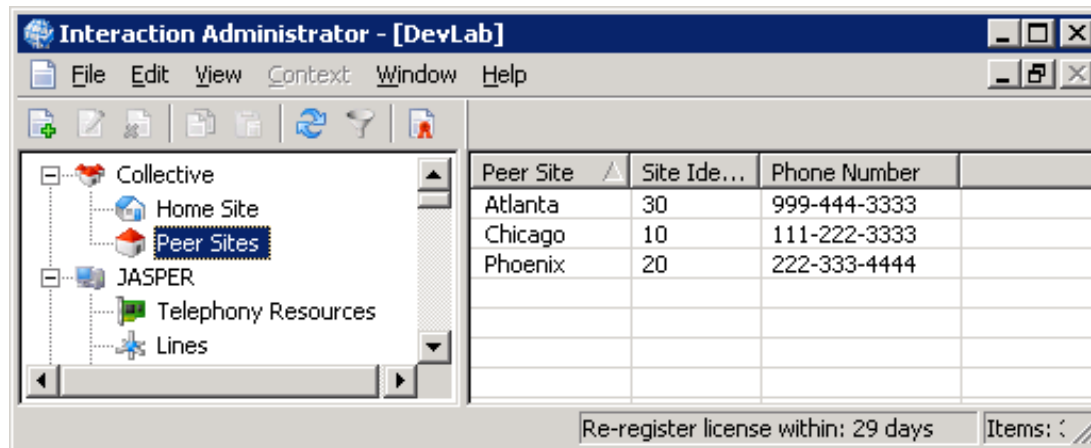 Interaction Administrator - [DevLab]
File Edit View Context Window Help
Collective
Home Site
Peer Sites
JASPER
Telephony Resources
Lines
Peer Site Site Ide... Phone Number
Atlanta 30 999-444-3333
Chicago 10 111-222-3333
Phoenix 20 222-333-4444
Re-register license within: 29 days Items: